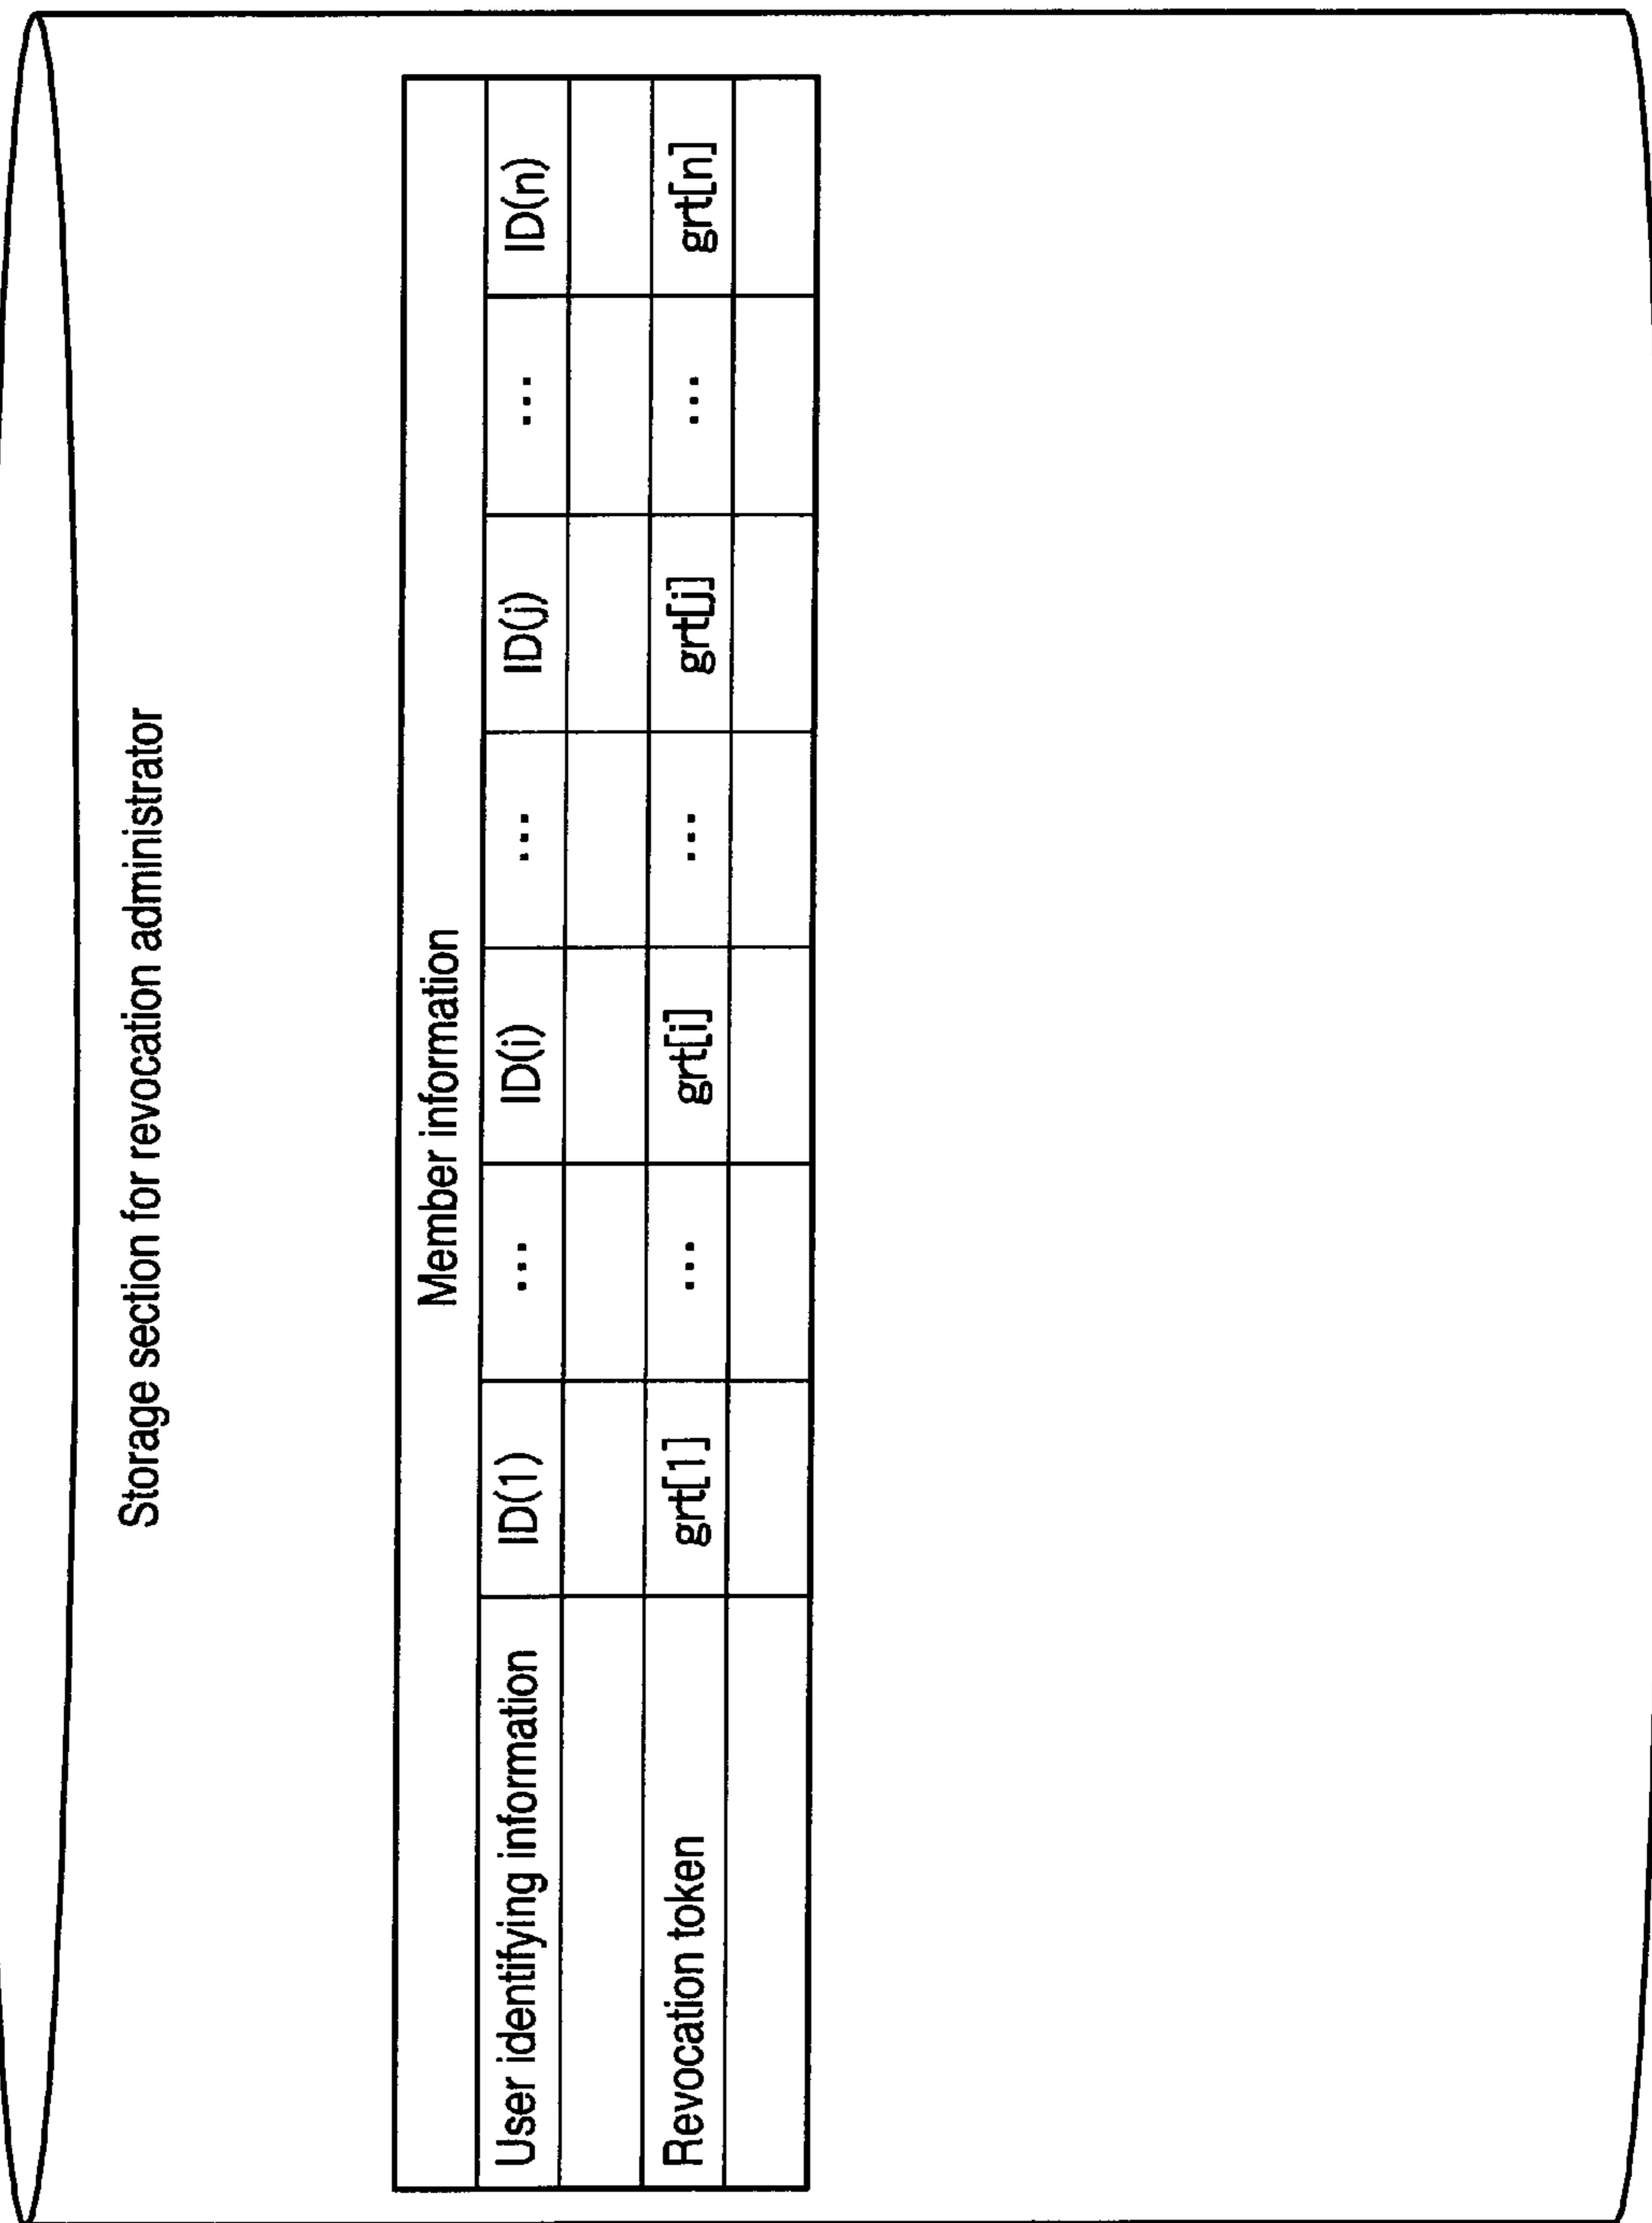 Storage section for revocation administrator
Member information
User identifying information ID(1) ... ID(i) ... ID(j) ... ID(n)
Revocation token grt[1] ... grt[i] ... grt[j] ... grt[n]